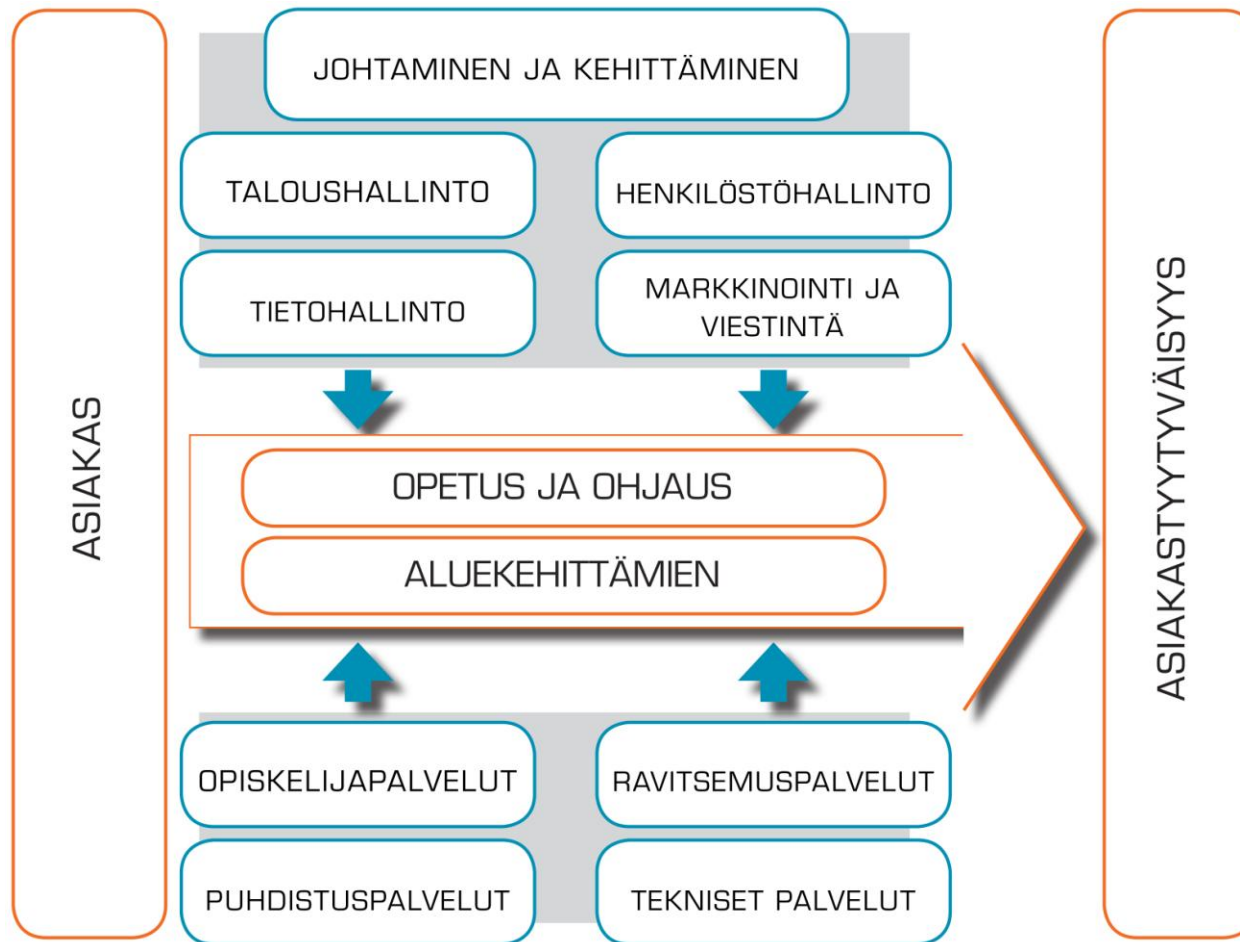 ASIAKAS
JOHTAMINEN JA KEHITTÄMINEN
TALOUSHALLINTO
HENKILÖSTÖHALLINTO
TIETOHALLINTO
MARKKINOINTI JA
VIESTINTÄ
OPETUS JA OHJAUS
ALUEKEHITTÄMIEN
OPISKELIJAPALVELUT
RAVITSEMUSPALVELUT
PUHDISTUSPALVELUT
TEKNISET PALVELUT
ASIAKASTYYTYVÄISYYS